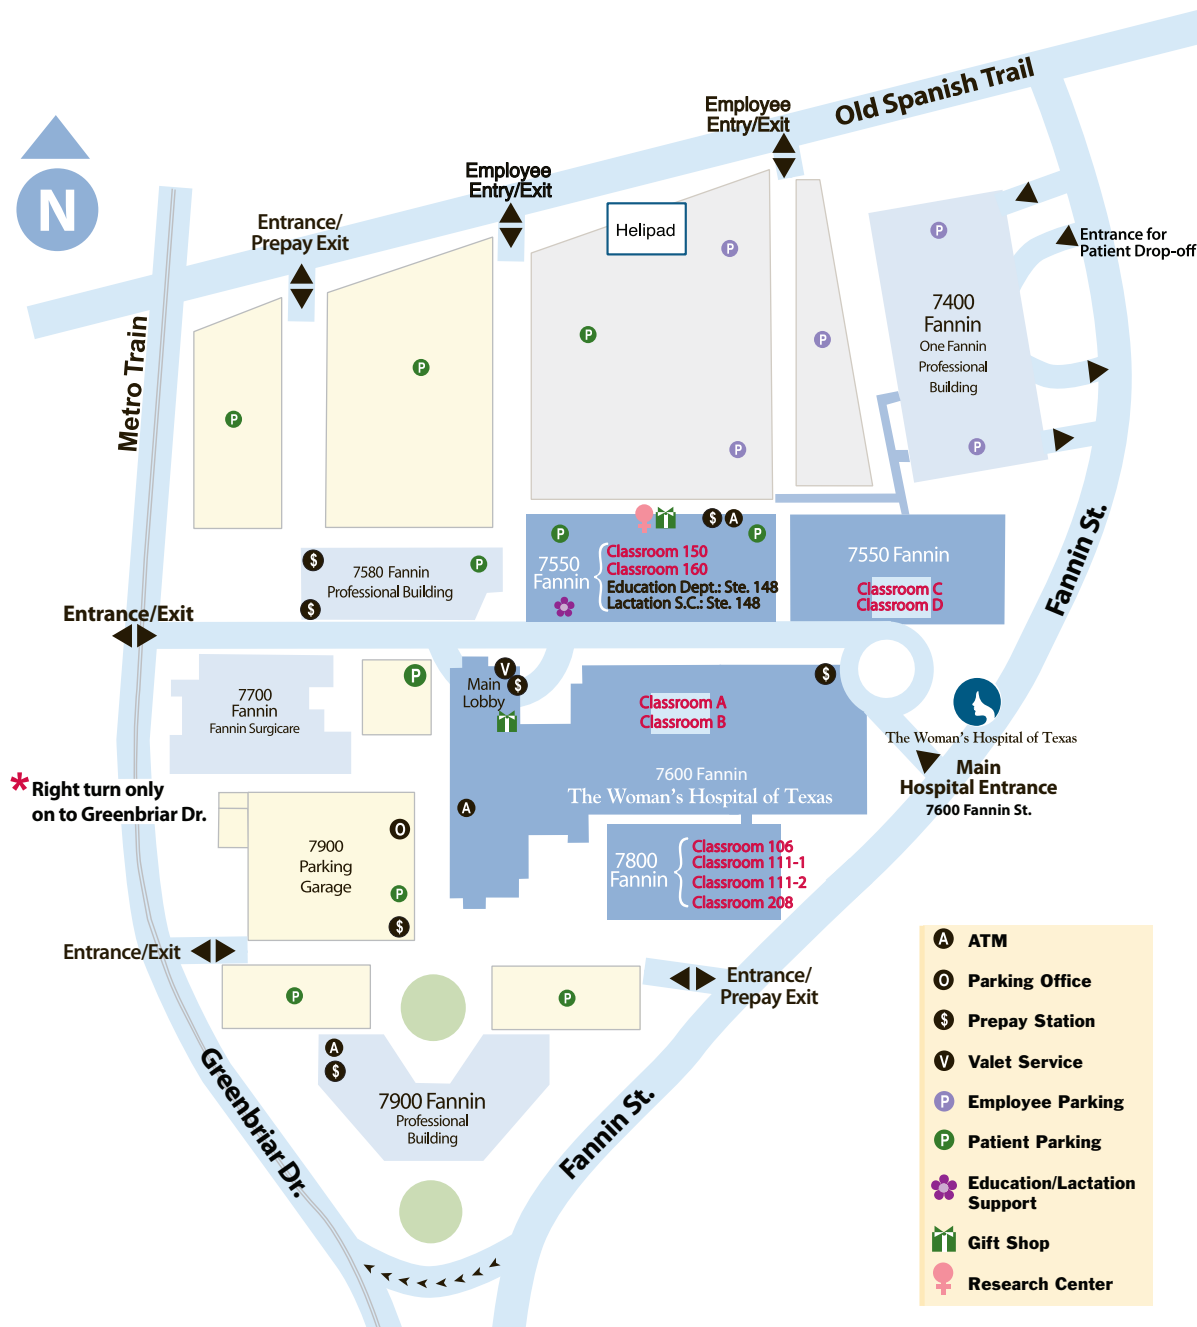 Old Spanish Trail
Employee
Entry/Exit
Employee
Entry/Exit
Entrance/
Prepay Exit
N
Helipad
P
P
P
P
P
P
P
P
Entrance for
Patient Drop-off
7400
Fannin
One Fannin
Professional
Building
Metro Train
Fannin St.
$
7580 Fannin
Professional Building
$
P
$
A
P
P
7550
Fannin
Classroom 150
Classroom 160
Education Dept.: Ste. 148
Lactation S.C.: Ste. 148
7550 Fannin
Classroom C
Classroom D
Entrance/Exit
7700
Fannin
Fannin Surgicare
P
V
$
Main
Lobby
$
Classroom A
Classroom B
7600 Fannin
The Woman's Hospital of Texas
A
The Woman's Hospital of Texas
Main
Hospital Entrance
7600 Fannin St.
* Right turn only
on to Greenbriar Dr.
7900
Parking
Garage
O
P
$
7800
Fannin
Classroom 106
Classroom 111-1
Classroom 111-2
Classroom 208
Entrance/Exit
Entrance/
Prepay Exit
P
P
A
$
7900 Fannin
Professional
Building
Greenbriar Dr.
Fannin St.
A ATM
O Parking Office
$ Prepay Station
V Valet Service
P Employee Parking
P Patient Parking
Education/Lactation
Support
Gift Shop
Research Center